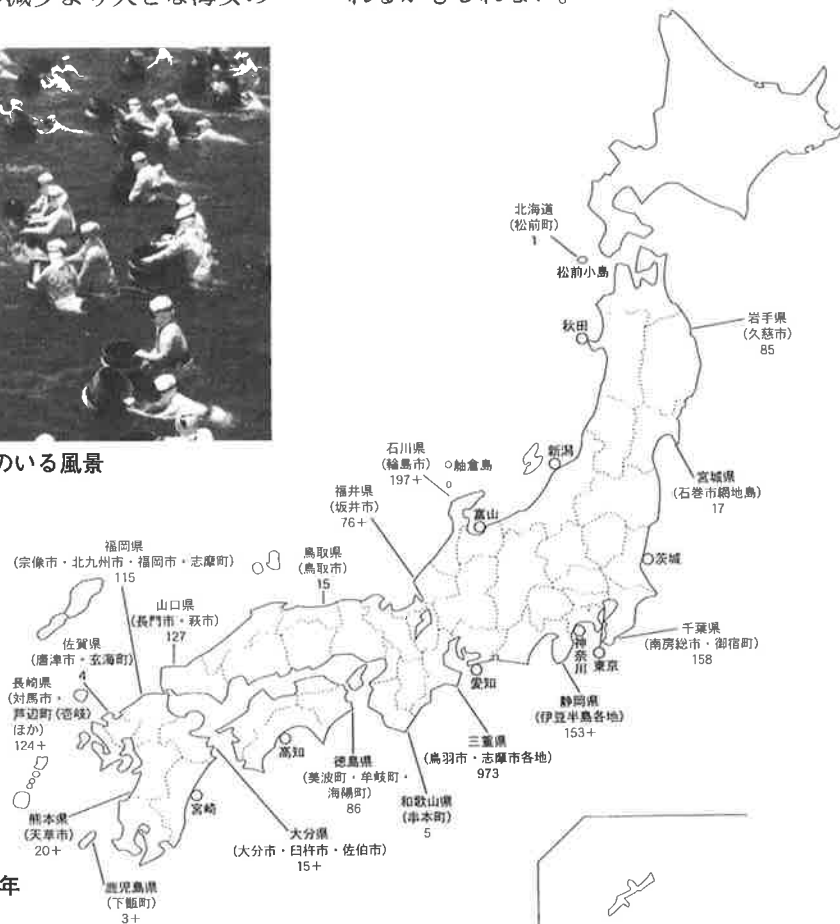 減少より大きな海女の
れるかもしれない。
のいる風景
北海道
(松前町)
1
松前小島
秋田
岩手県
(久慈市)
85
石川県
(輪島市)
197+
舳倉島
新潟
宮城県
(石巻市網地島)
17
福井県
(坂井市)
76+
富山
茨城
福岡県
(宗像市・北九州市・福岡市・志摩町)
115
鳥取県
(鳥取市)
15
山口県
(長門市・萩市)
127
千葉県
(南房総市・御宿町)
158
神奈川
東京
佐賀県
(唐津市・玄海町)
4
愛知
静岡県
(伊豆半島各地)
153+
長崎県
(対馬市・
芦辺町(壱岐)
ほか)
124+
三重県
(鳥羽市・志摩市各地)
973
高知
徳島県
(美波町・牟岐町・
海陽町)
86
和歌山県
(串本町)
5
宮崎
熊本県
(天草市)
20+
大分県
(大分市・臼杵市・佐伯市)
15+
年
鹿児島県
(下甑町)
3+